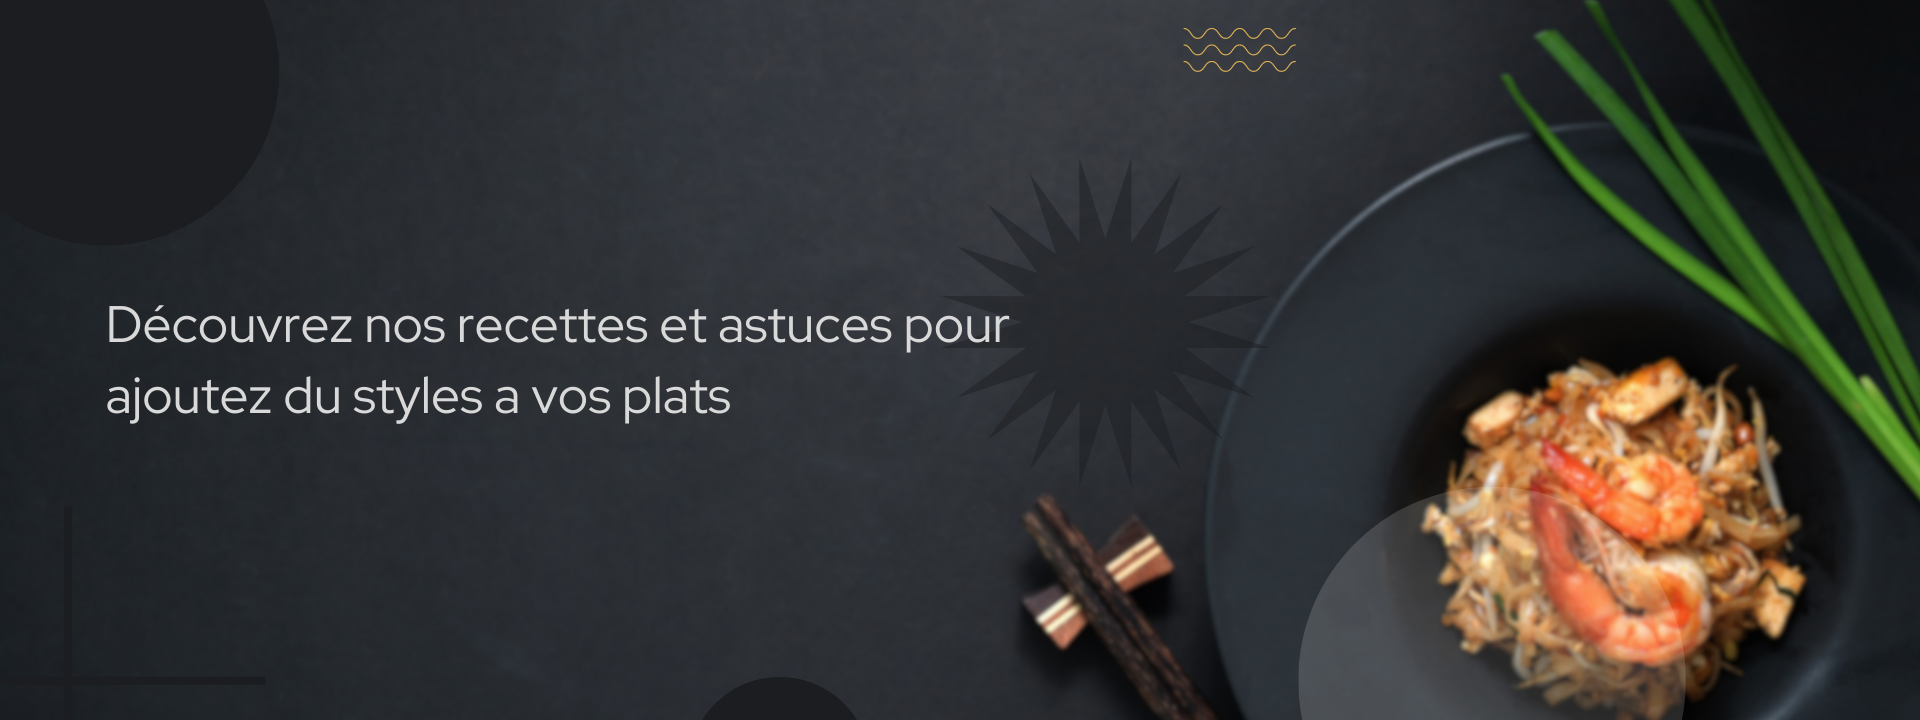 Découvrez nos recettes et astuces pour
ajoutez du styles a vos plats